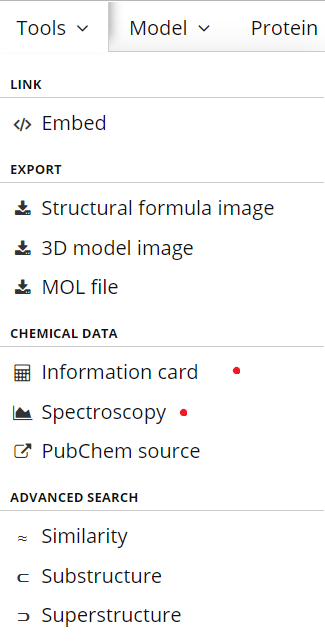 Tools Model Protein
LINK
</> Embed
EXPORT
Structural formula image
3D model image
MOL file
CHEMICAL DATA
Information card
Spectroscopy
PubChem source
ADVANCED SEARCH
≈ Similarity
⊂ Substructure
⊃ Superstructure